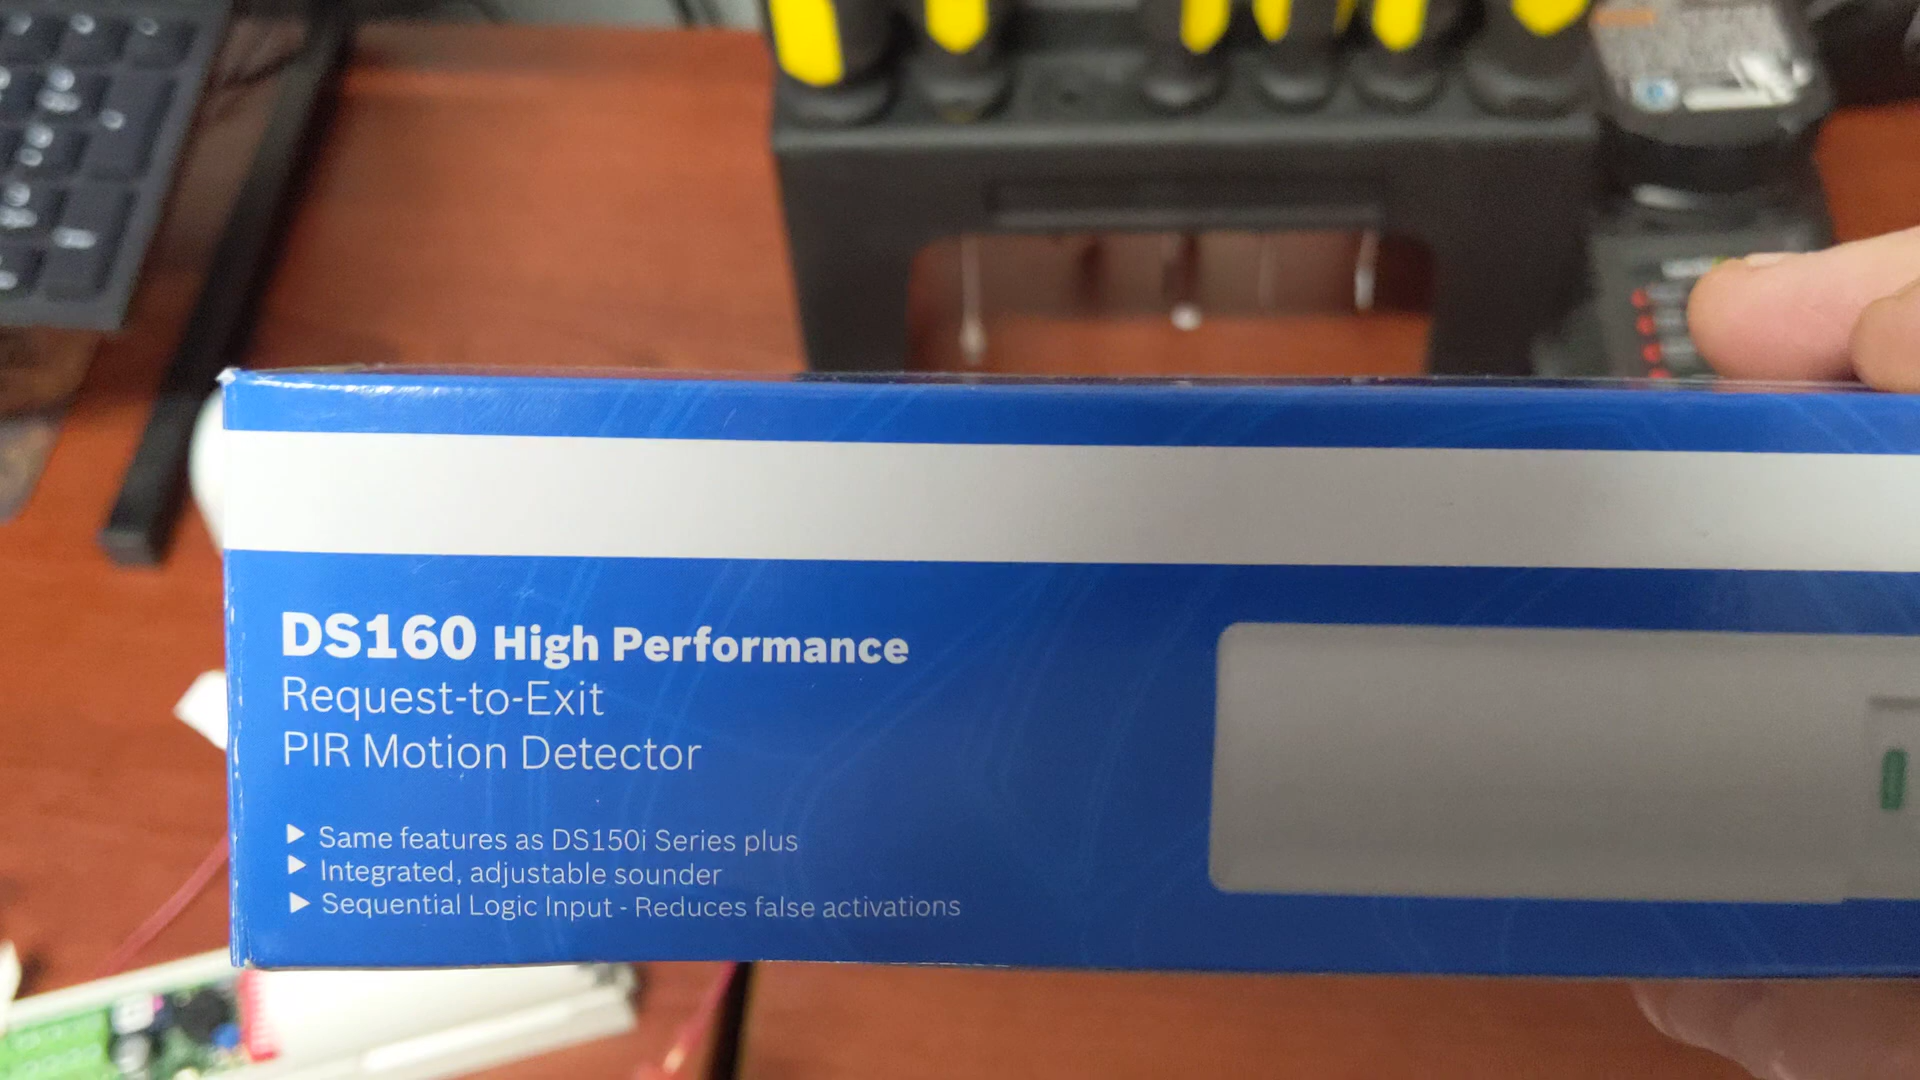 DS160 High Performance
Request-to-Exit
PIR Motion Detector
Same features as DS150i Series plus
Integrated, adjustable sounder
Sequential Logic Input - Reduces false activations